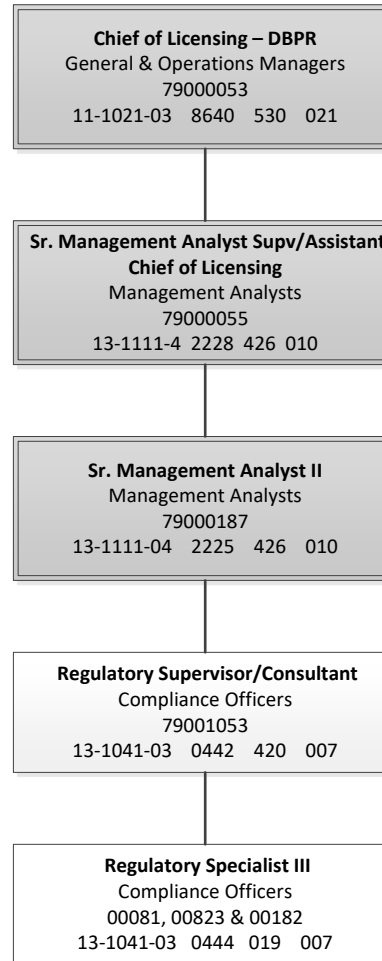 Chief of Licensing – DBPR
General & Operations Managers
79000053
11-1021-03 8640 530 021
Sr. Management Analyst Supv/Assistant
Chief of Licensing
Management Analysts
79000055
13-1111-4 2228 426 010
Sr. Management Analyst II
Management Analysts
79000187
13-1111-04 2225 426 010
Regulatory Supervisor/Consultant
Compliance Officers
79001053
13-1041-03 0442 420 007
Regulatory Specialist III
Compliance Officers
00081, 00823 & 00182
13-1041-03 0444 019 007